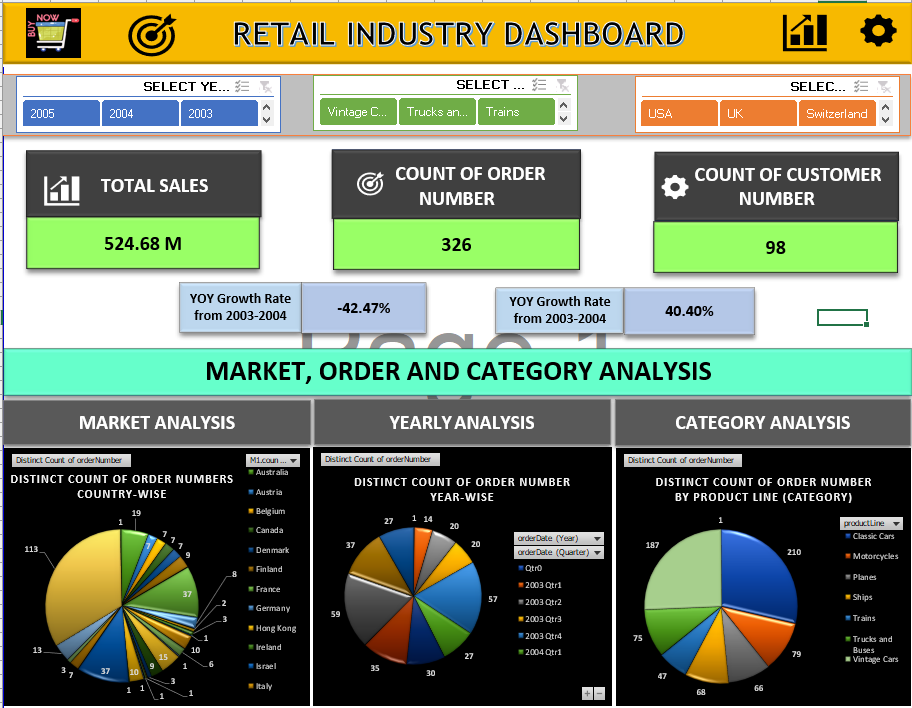 BUY NOW
RETAIL INDUSTRY DASHBOARD
SELECT YE...
2005 2004 2003
SELECT ...
Vintage C... Trucks an... Trains
SELEC...
USA UK Switzerland
TOTAL SALES
524.68 M
COUNT OF ORDER
NUMBER
326
COUNT OF CUSTOMER
NUMBER
98
YOY Growth Rate
from 2003-2004
-42.47%
YOY Growth Rate
from 2003-2004
40.40%
Page 1
MARKET, ORDER AND CATEGORY ANALYSIS
MARKET ANALYSIS
YEARLY ANALYSIS
CATEGORY ANALYSIS
Distinct Count of orderNumber
M1.coun ...
DISTINCT COUNT OF ORDER NUMBERS
COUNTRY-WISE
1
19
7
7
7
7
9
37
8
2
3
1
10
6
1
15
3
1
9
1
10
1
1
37
7
3
13
113
Australia
Austria
Belgium
Canada
Denmark
Finland
France
Germany
Hong Kong
Ireland
Israel
Italy
Distinct Count of orderNumber
DISTINCT COUNT OF ORDER NUMBER
YEAR-WISE
1
14
20
20
57
27
30
35
59
37
27
orderDate (Year)
orderDate (Quarter)
Qtr0
2003 Qtr1
2003 Qtr2
2003 Qtr3
2003 Qtr4
2004 Qtr1
Distinct Count of orderNumber
DISTINCT COUNT OF ORDER NUMBER
BY PRODUCT LINE (CATEGORY)
1
210
79
66
68
47
75
187
productLine
Classic Cars
Motorcycles
Planes
Ships
Trains
Trucks and
Buses
Vintage Cars